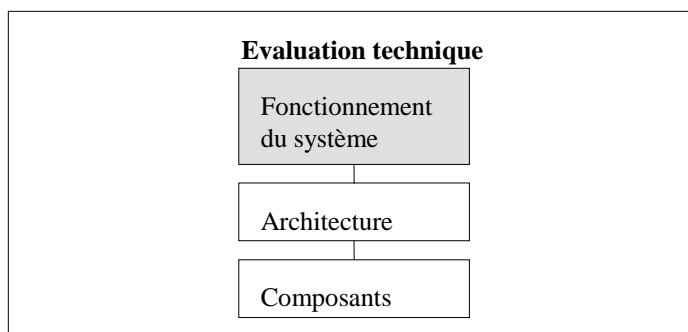 Evaluation technique
Fonctionnement
du système
Architecture
Composants